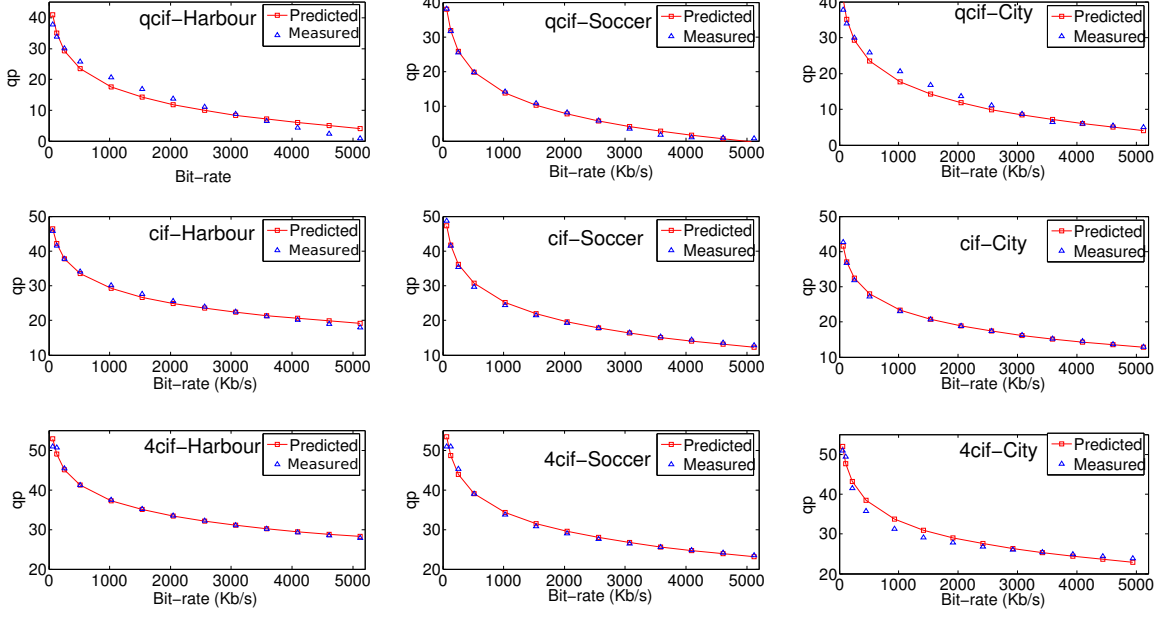 qcif−Harbour
Predicted
Measured
40
30
20
10
0
qp
0 1000 2000 3000 4000 5000
Bit−rate
qcif−Soccer
Predicted
Measured
40
30
20
10
0
qp
0 1000 2000 3000 4000 5000
Bit−rate (Kb/s)
qcif−City
Predicted
Measured
40
30
20
10
0
qp
0 1000 2000 3000 4000 5000
Bit−rate (Kb/s)
cif−Harbour
Predicted
Measured
50
40
30
20
10
qp
0 1000 2000 3000 4000 5000
Bit−rate (Kb/s)
cif−Soccer
Predicted
Measured
50
40
30
20
10
qp
0 1000 2000 3000 4000 5000
Bit−rate (Kb/s)
cif−City
Predicted
Measured
50
40
30
20
10
qp
0 1000 2000 3000 4000 5000
Bit−rate (Kb/s)
4cif−Harbour
Predicted
Measured
50
40
30
20
qp
0 1000 2000 3000 4000 5000
Bit−rate (Kb/s)
4cif−Soccer
Predicted
Measured
50
40
30
20
qp
0 1000 2000 3000 4000 5000
Bit−rate (Kb/s)
4cif−City
Predicted
Measured
50
40
30
20
qp
0 1000 2000 3000 4000 5000
Bit−rate (Kb/s)